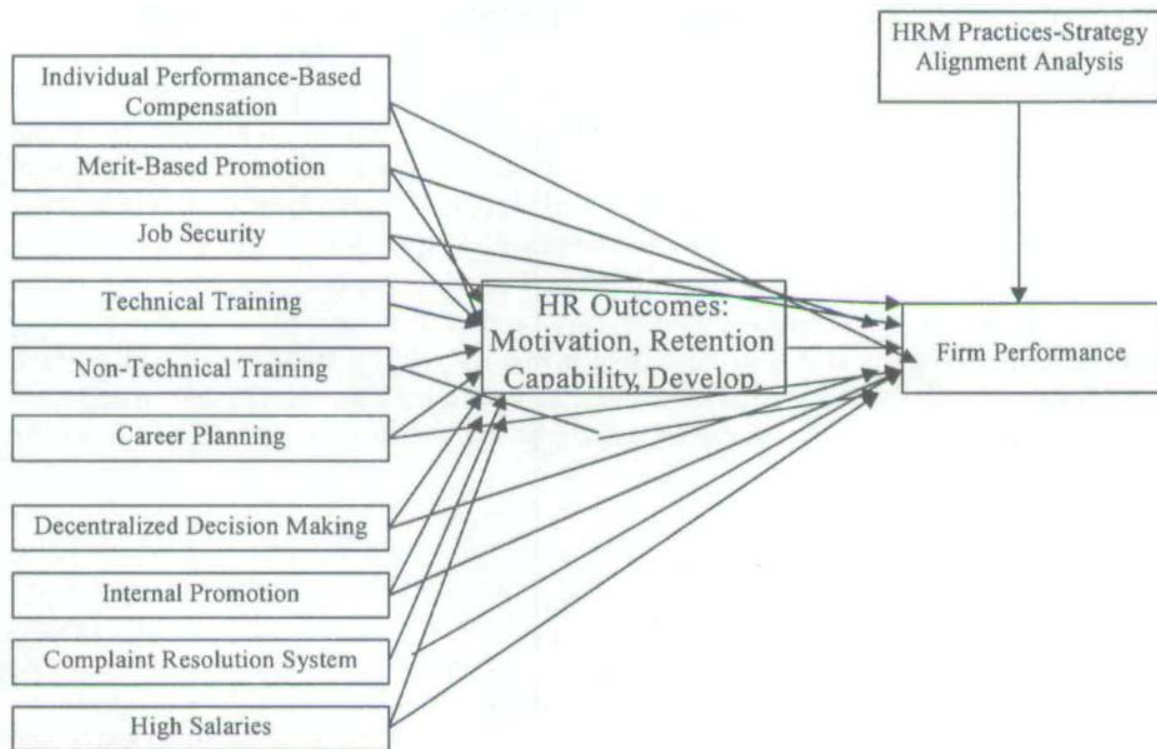 HRM Practices-Strategy
Alignment Analysis
Individual Performance-Based
Compensation
Merit-Based Promotion
Job Security
Technical Training
Non-Technical Training
Career Planning
Decentralized Decision Making
Internal Promotion
Complaint Resolution System
High Salaries
HR Outcomes:
Motivation, Retention
Capability, Develop.
Firm Performance